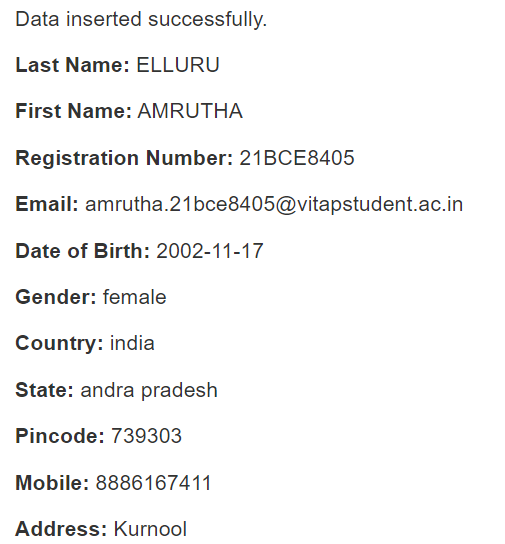 Data inserted successfully.
Last Name: ELLURU
First Name: AMRUTHA
Registration Number: 21BCE8405
Email: amrutha.21bce8405@vitapstudent.ac.in
Date of Birth: 2002-11-17
Gender: female
Country: india
State: andra pradesh
Pincode: 739303
Mobile: 8886167411
Address: Kurnool